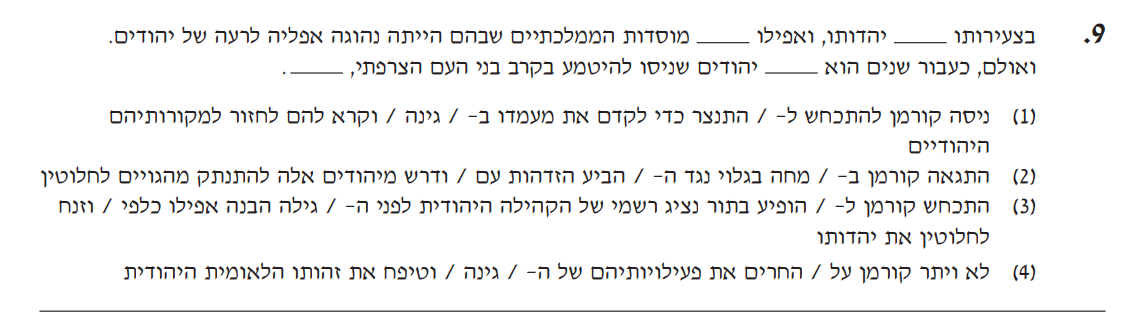 9. בצעירותו _____ יהדותו, ואפילו _____ מוסדות הממלכתיים שבהם הייתה נהוגה אפליה לרעה של יהודים.
ואולם, כעבור שנים הוא _____ יהודים שניסו להיטמע בקרב בני העם הצרפתי, _____.
(1) ניסה קורמן להתכחש ל- / התנצר כדי לקדם את מעמדו ב- / גינה / וקרא להם לחזור למקורותיהם
היהודיים
(2) התגאה קורמן ב- / מחה בגלוי נגד ה- / הביע הזדהות עם / ודרש מיהודים אלה להתנתק מהגויים לחלוטין
(3) התכחש קורמן ל- / הופיע בתור נציג רשמי של הקהילה היהודית לפני ה- / גילה הבנה אפילו כלפי / וזנח
לחלוטין את יהדותו
(4) לא ויתר קורמן על / החרים את פעילויותיהם של ה- / גינה / וטיפח את זהותו הלאומית היהודית